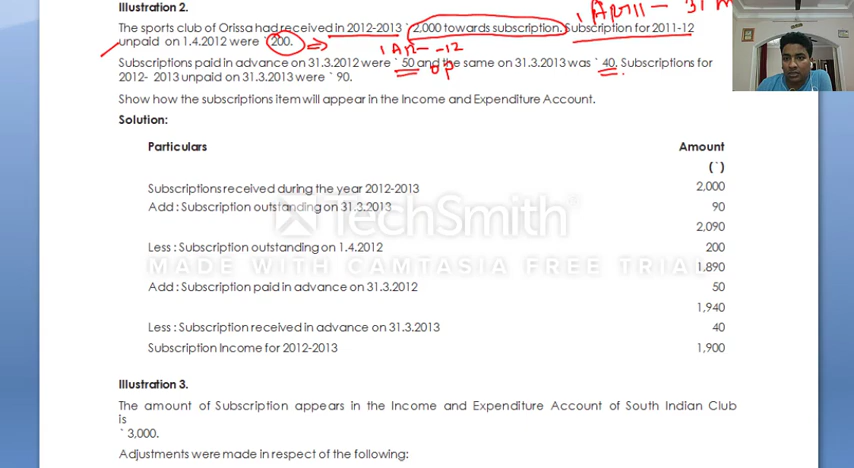 Illustration 2.
1 April - 31 M
The sports club of Orissa had received in 2012-2013 ` 2,000 towards subscription. Subscription for 2011-12
unpaid on 1.4.2012 were ` 200.
1 Apr - -12
Subscriptions paid in advance on 31.3.2012 were ` 50 and the same on 31.3.2013 was ` 40. Subscriptions for
op
2012- 2013 unpaid on 31.3.2013 were ` 90.
Show how the subscriptions item will appear in the Income and Expenditure Account.
Solution:
Particulars Amount
(`)
Subscriptions received during the year 2012-2013 2,000
Add : Subscription outstanding on 31.3.2013 90
2,090
TechSmith
Less : Subscription outstanding on 1.4.2012 200
MADE WITH CAMTASIA FREE TRIAL
1,890
Add : Subscription paid in advance on 31.3.2012 50
1,940
Less : Subscription received in advance on 31.3.2013 40
Subscription Income for 2012-2013 1,900
Illustration 3.
The amount of Subscription appears in the Income and Expenditure Account of South Indian Club
is
` 3,000.
Adjustments were made in respect of the following: